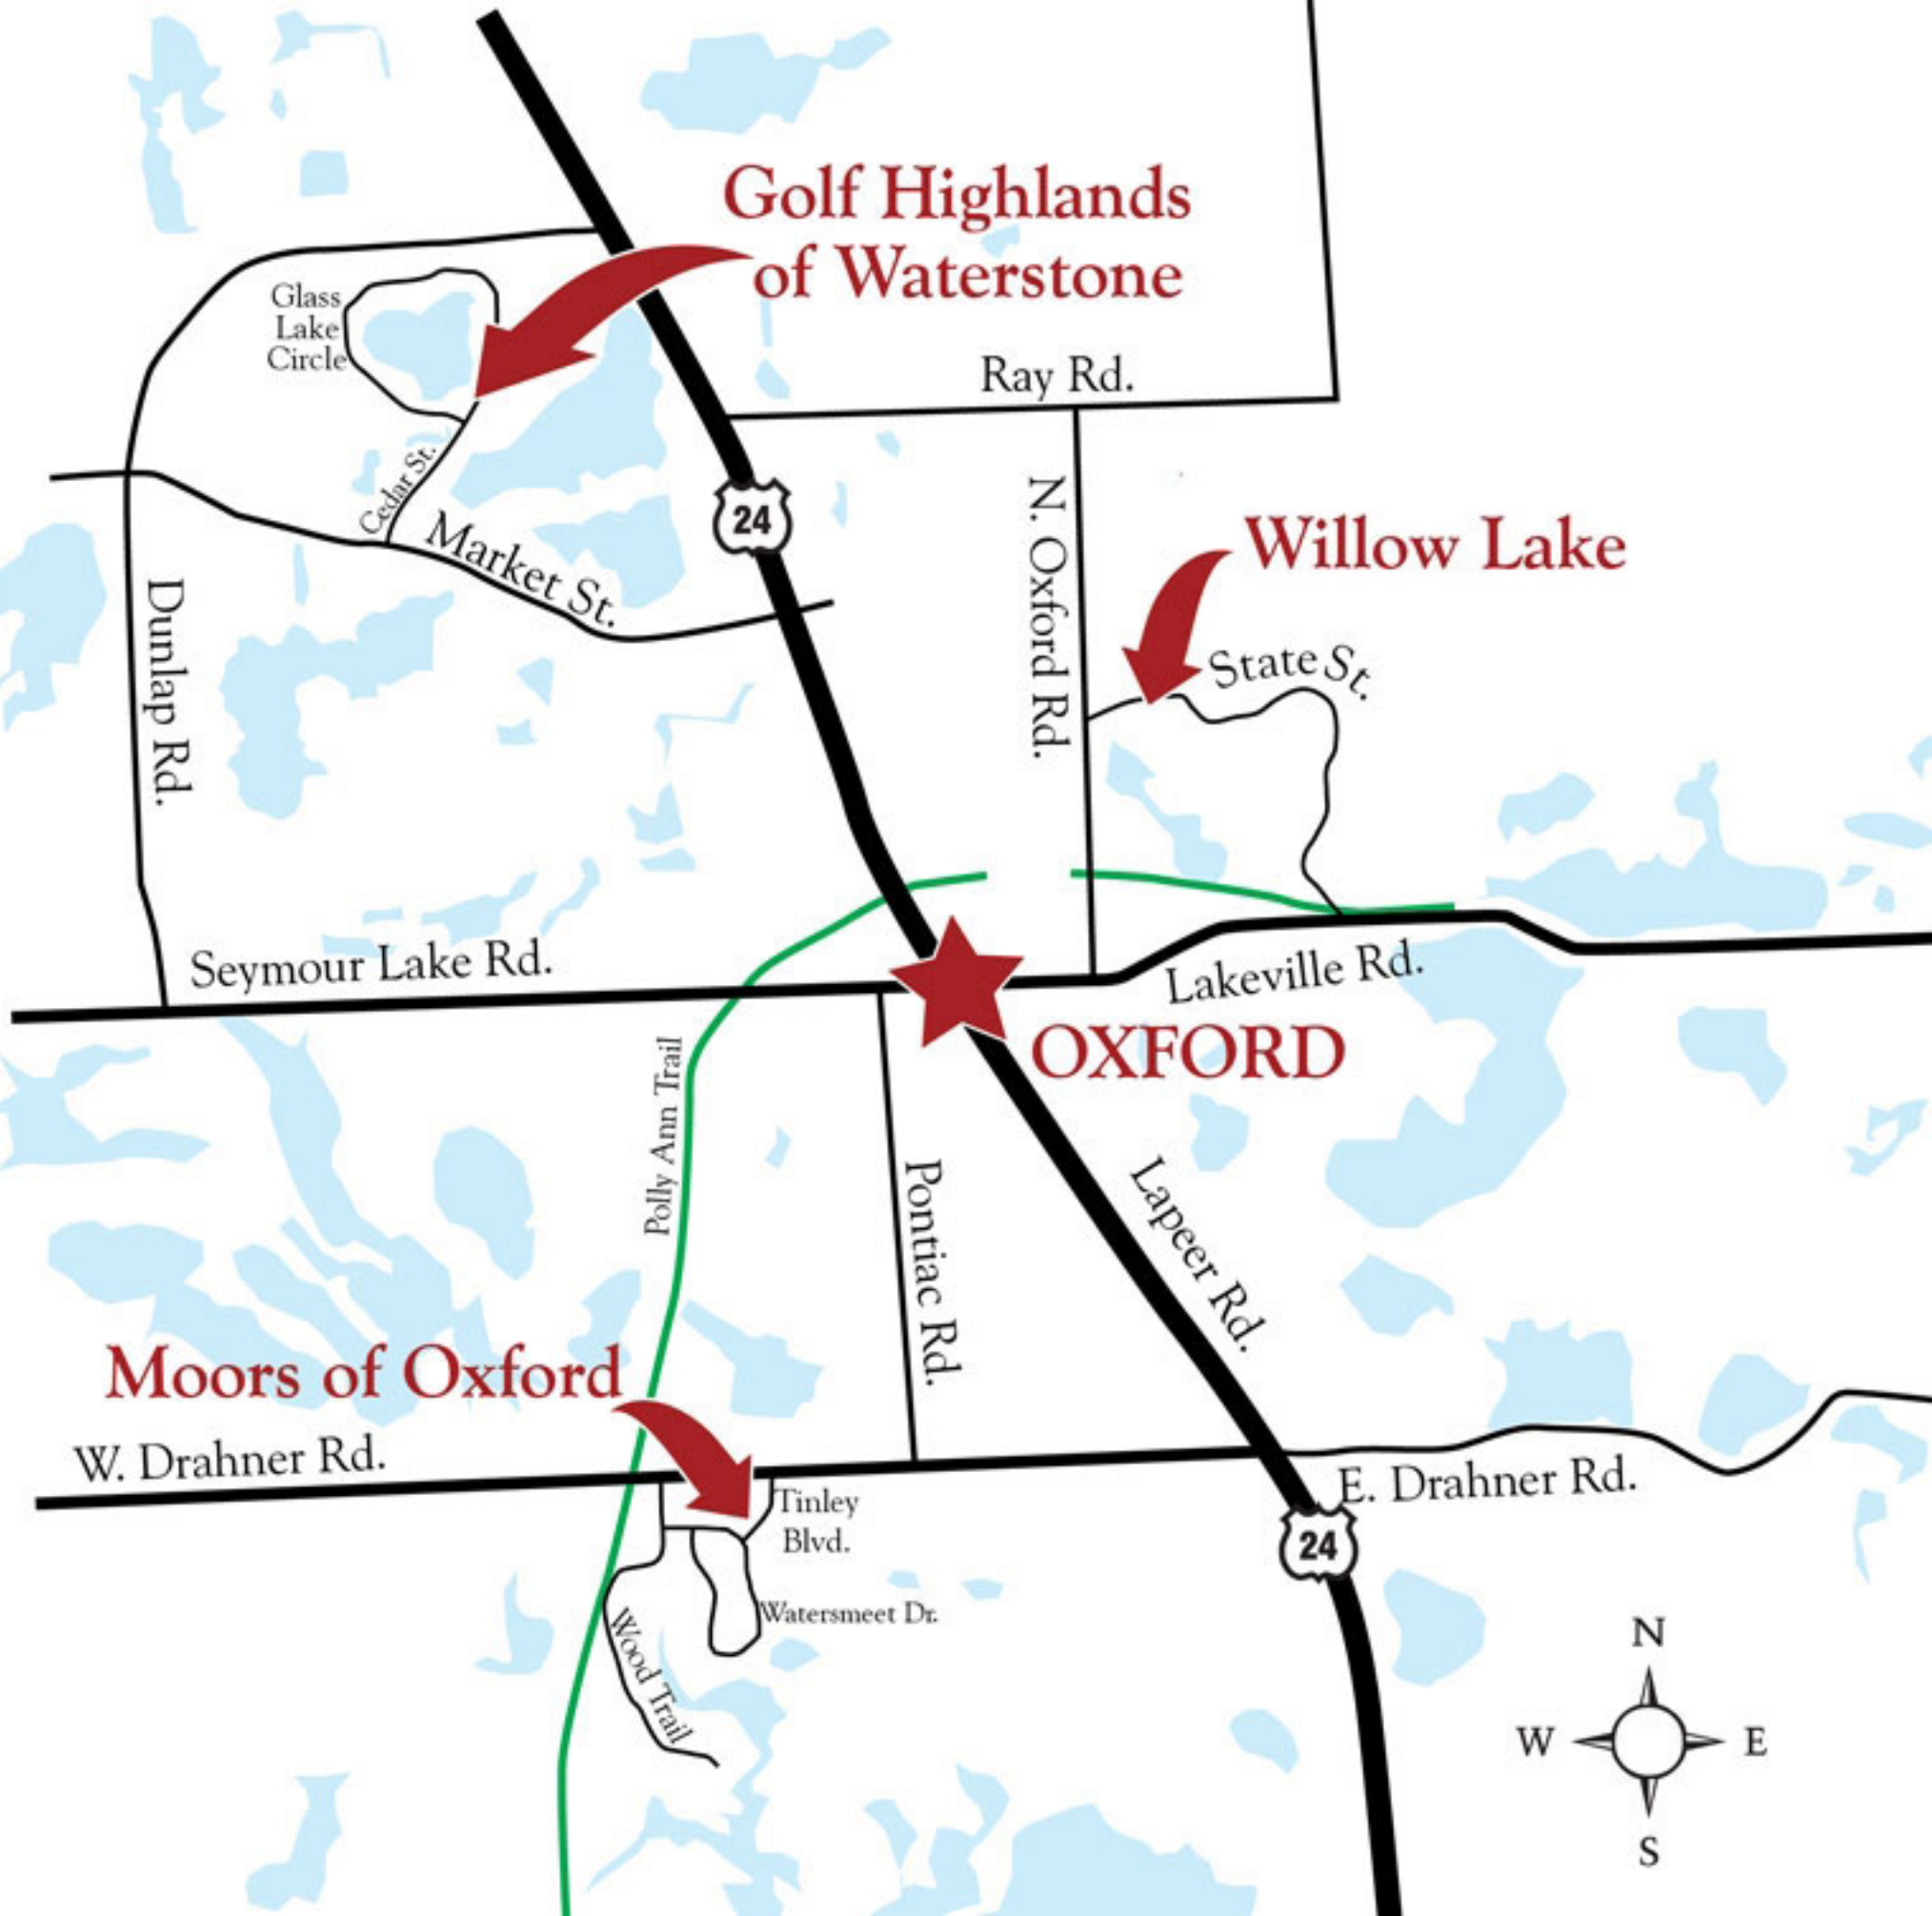 Golf Highlands
of Waterstone
Glass
Lake
Circle
Ray Rd.
Cedar St.
Market St.
24
N. Oxford Rd.
Willow Lake
State St.
Dunlap Rd.
Seymour Lake Rd.
Lakeville Rd.
OXFORD
Polly Ann Trail
Pontiac Rd.
Lapeer Rd.
Moors of Oxford
W. Drahner Rd.
E. Drahner Rd.
Tinley
Blvd.
24
Watersmeet Dr.
Wood Trail
N
W
E
S